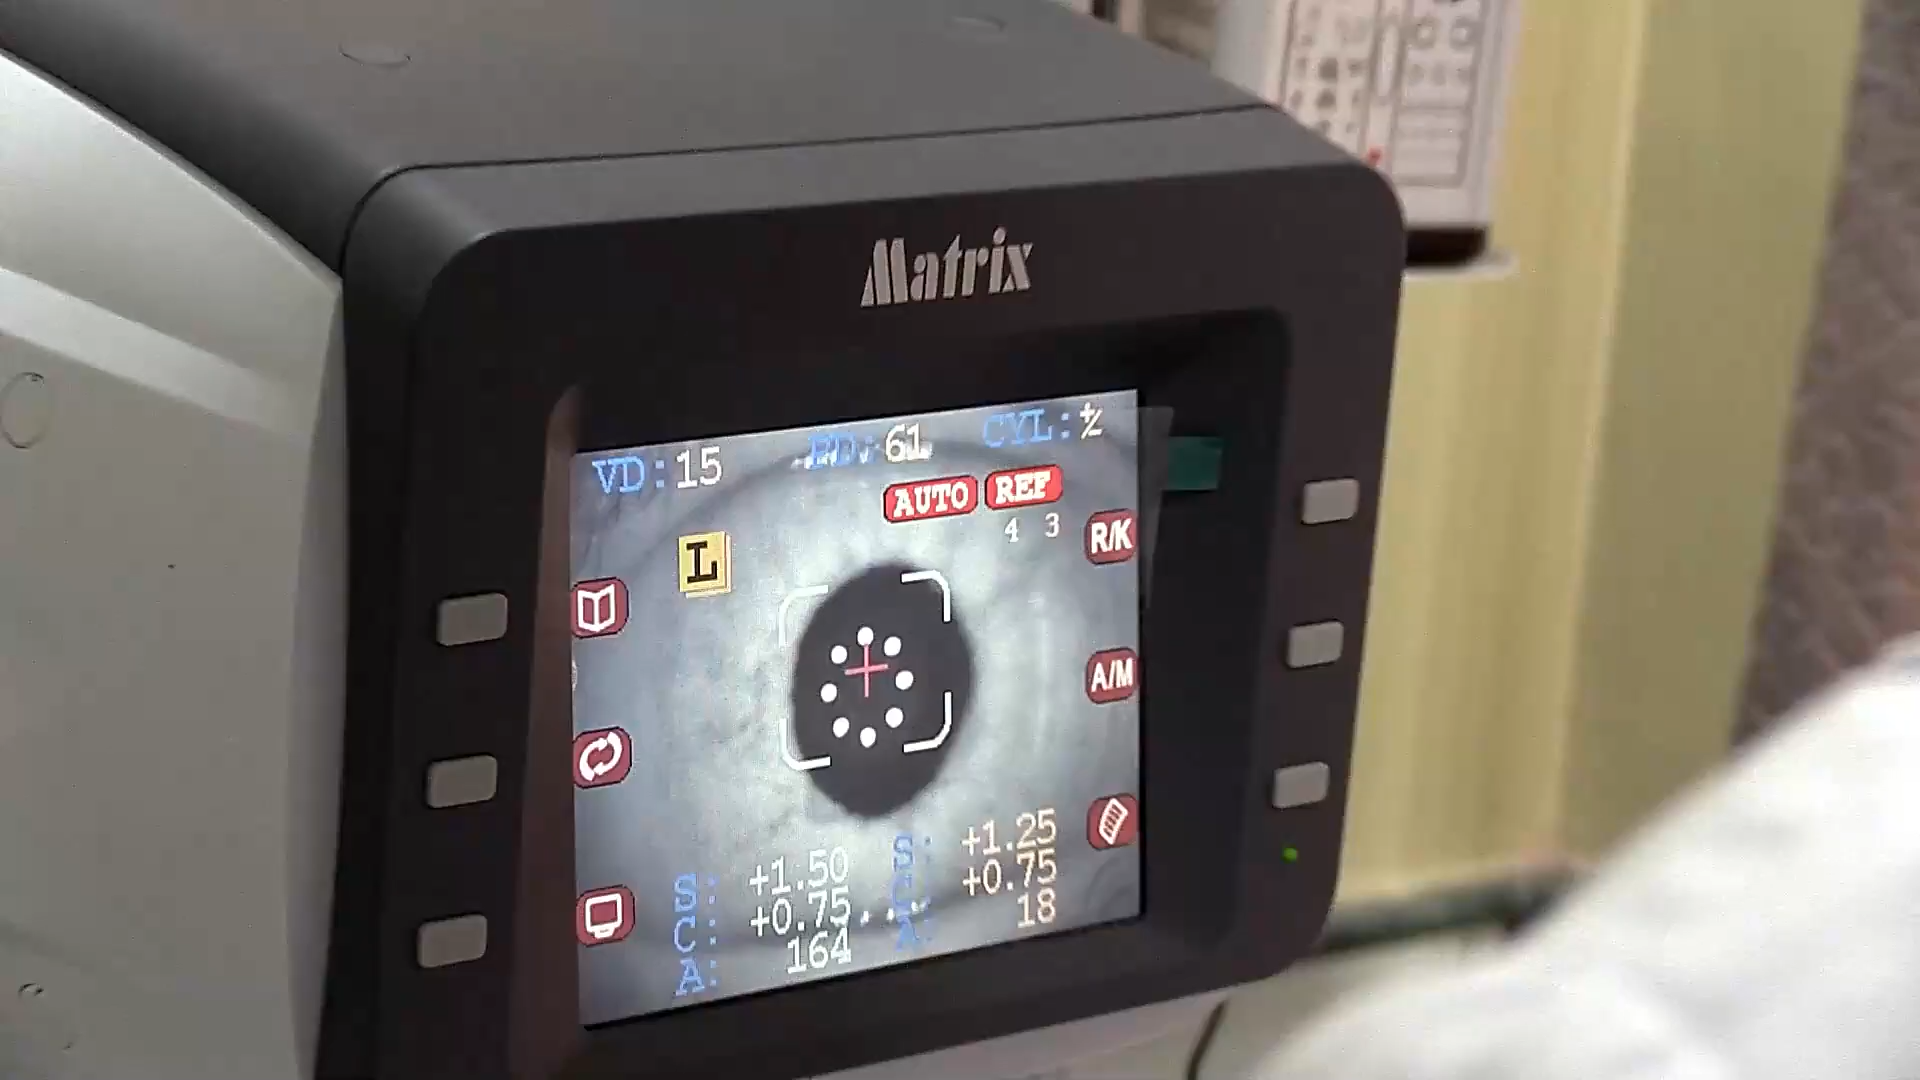 Matrix
VD:15 PD:61 CYL:±
AUTO REF
4 3
R/K
L
A/M
S: +1.50 S: +1.25
C: +0.75 C: +0.75
A: 164 A: 18